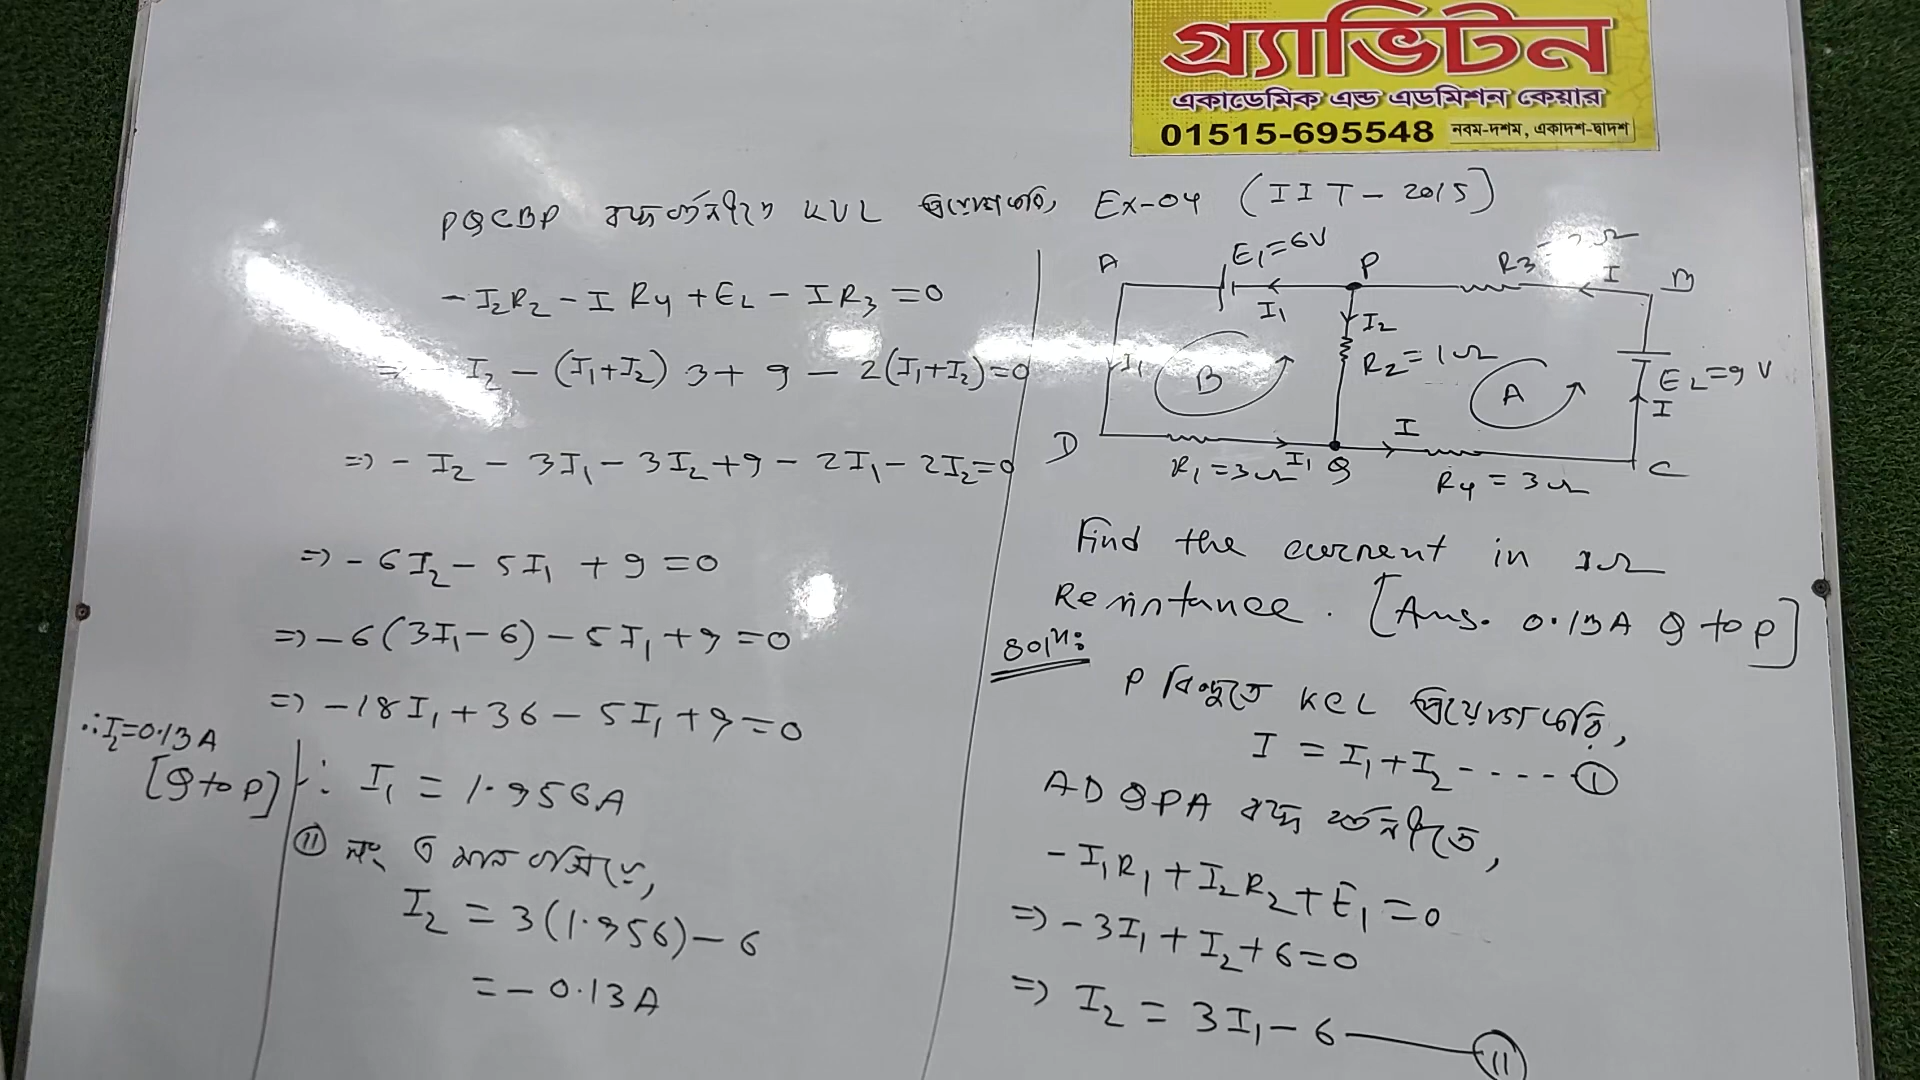 গ্র্যাভিটন
একাডেমিক এন্ড এডমিশন কেয়ার
01515-695548 নবম-দশম, একাদশ-দ্বাদশ
Ex-04 (IIT-2015)
A E₁=6V P R₃ I B
I₁ I₂ R₂=1Ω E₂=9V
I₁ B A I
D R₁=3Ω I₁ Q I R₄=3Ω C
Find the current in 1Ω
Resistance. [Ans. 0.13A Q to P]
Solⁿ:
P বিন্দুতে KCL প্রয়োগ করি,
I = I₁+I₂ ---- ①
ADQPA বদ্ধ বর্তনীতে,
-I₁R₁+I₂R₂+E₁=0
=> -3I₁+I₂+6=0
=> I₂ = 3I₁-6 — ⑪
PQCBP বদ্ধ বর্তনীতে KVL প্রয়োগ করি,
-I₂R₂-IR₄+E₂-IR₃=0
=> -I₂-(I₁+I₂)3+9-2(I₁+I₂)=0
=> -I₂-3I₁-3I₂+9-2I₁-2I₂=0
=> -6I₂-5I₁+9=0
=> -6(3I₁-6)-5I₁+9=0
=> -18I₁+36-5I₁+9=0
∴ I₁ = 1.956A
⑪ নং এ মান বসিয়ে,
I₂ = 3(1.956)-6
= -0.13A
∴ I₂=0.13A
[Q to P]